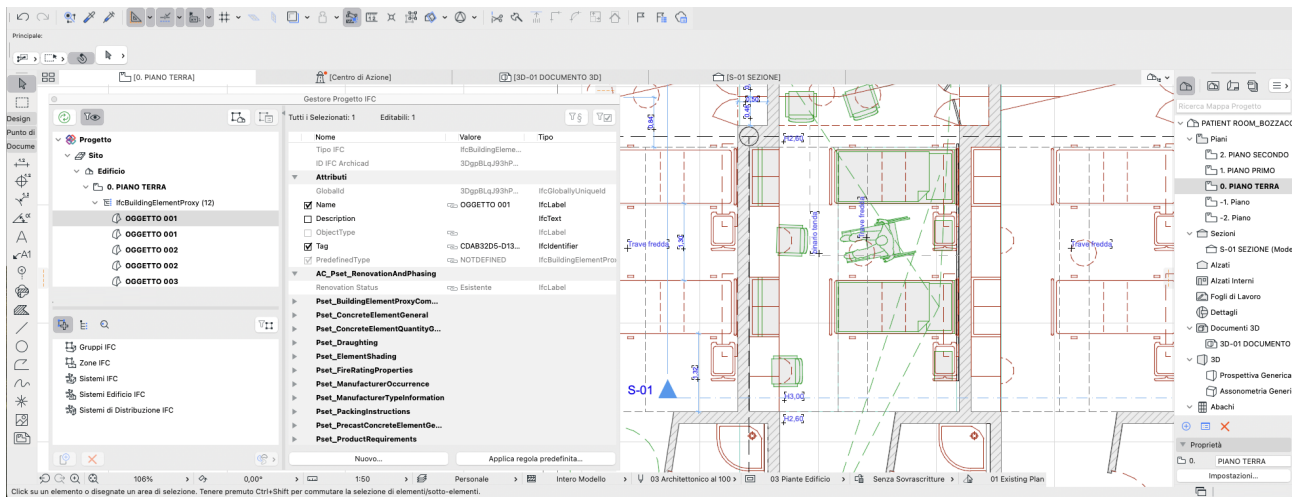 Principale:
[0. PIANO TERRA]
[Centro di Azione]
[3D-01 DOCUMENTO 3D]
[S-01 SEZIONE]
Design
Punto di
Docume
Gestore Progetto IFC
Tutti i Selezionati: 1
Editabili: 1
Progetto
Sito
Edificio
0. PIANO TERRA
IfcBuildingElementProxy (12)
OGGETTO 001
OGGETTO 001
OGGETTO 002
OGGETTO 002
OGGETTO 003
Gruppi IFC
Zone IFC
Sistemi IFC
Sistemi Edificio IFC
Sistemi di Distribuzione IFC
Nome Valore Tipo
Tipo IFC IfcBuildingEleme...
ID IFC Archicad 3DgpBLqJ93hP...
Attributi
GlobalId 3DgpBLqJ93hP... IfcGloballyUniqueId
Name OGGETTO 001 IfcLabel
Description IfcText
ObjectType IfcLabel
Tag CDAB32D5-D13... IfcIdentifier
PredefinedType NOTDEFINED IfcBuildingElementPro
AC_Pset_RenovationAndPhasing
Renovation Status Esistente IfcLabel
Pset_BuildingElementProxyCom...
Pset_ConcreteElementGeneral
Pset_ConcreteElementQuantityG...
Pset_Draughting
Pset_ElementShading
Pset_FireRatingProperties
Pset_ManufacturerOccurrence
Pset_ManufacturerTypeInformation
Pset_PackingInstructions
Pset_PrecastConcreteElementGe...
Pset_ProductRequirements
Nuovo...
Applica regola predefinita...
H2,60
Trave fredda
binario tenda
Trave fredda
Trave fredda
S-01
H3,00
H2,60
Ricerca Mappa Progetto
PATIENT ROOM_BOZZACO
Piani
2. PIANO SECONDO
1. PIANO PRIMO
0. PIANO TERRA
-1. Piano
-2. Piano
Sezioni
S-01 SEZIONE (Mode
Alzati
Alzati Interni
Fogli di Lavoro
Dettagli
Documenti 3D
3D-01 DOCUMENTO
3D
Prospettiva Generica
Assonometria Generi
Abachi
Proprietà
0. PIANO TERRA
Impostazioni...
106%
0,00°
1:50
Personale
Intero Modello
03 Architettonico al 100
03 Piante Edificio
Senza Sovrascritture
01 Existing Plan
Click su un elemento o disegnate un area di selezione. Tenere premuto Ctrl+Shift per commutare la selezione di elementi/sotto-elementi.